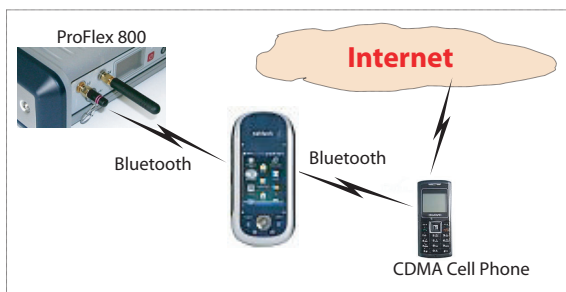 ProFlex 800
Internet
Bluetooth
Bluetooth
CDMA Cell Phone